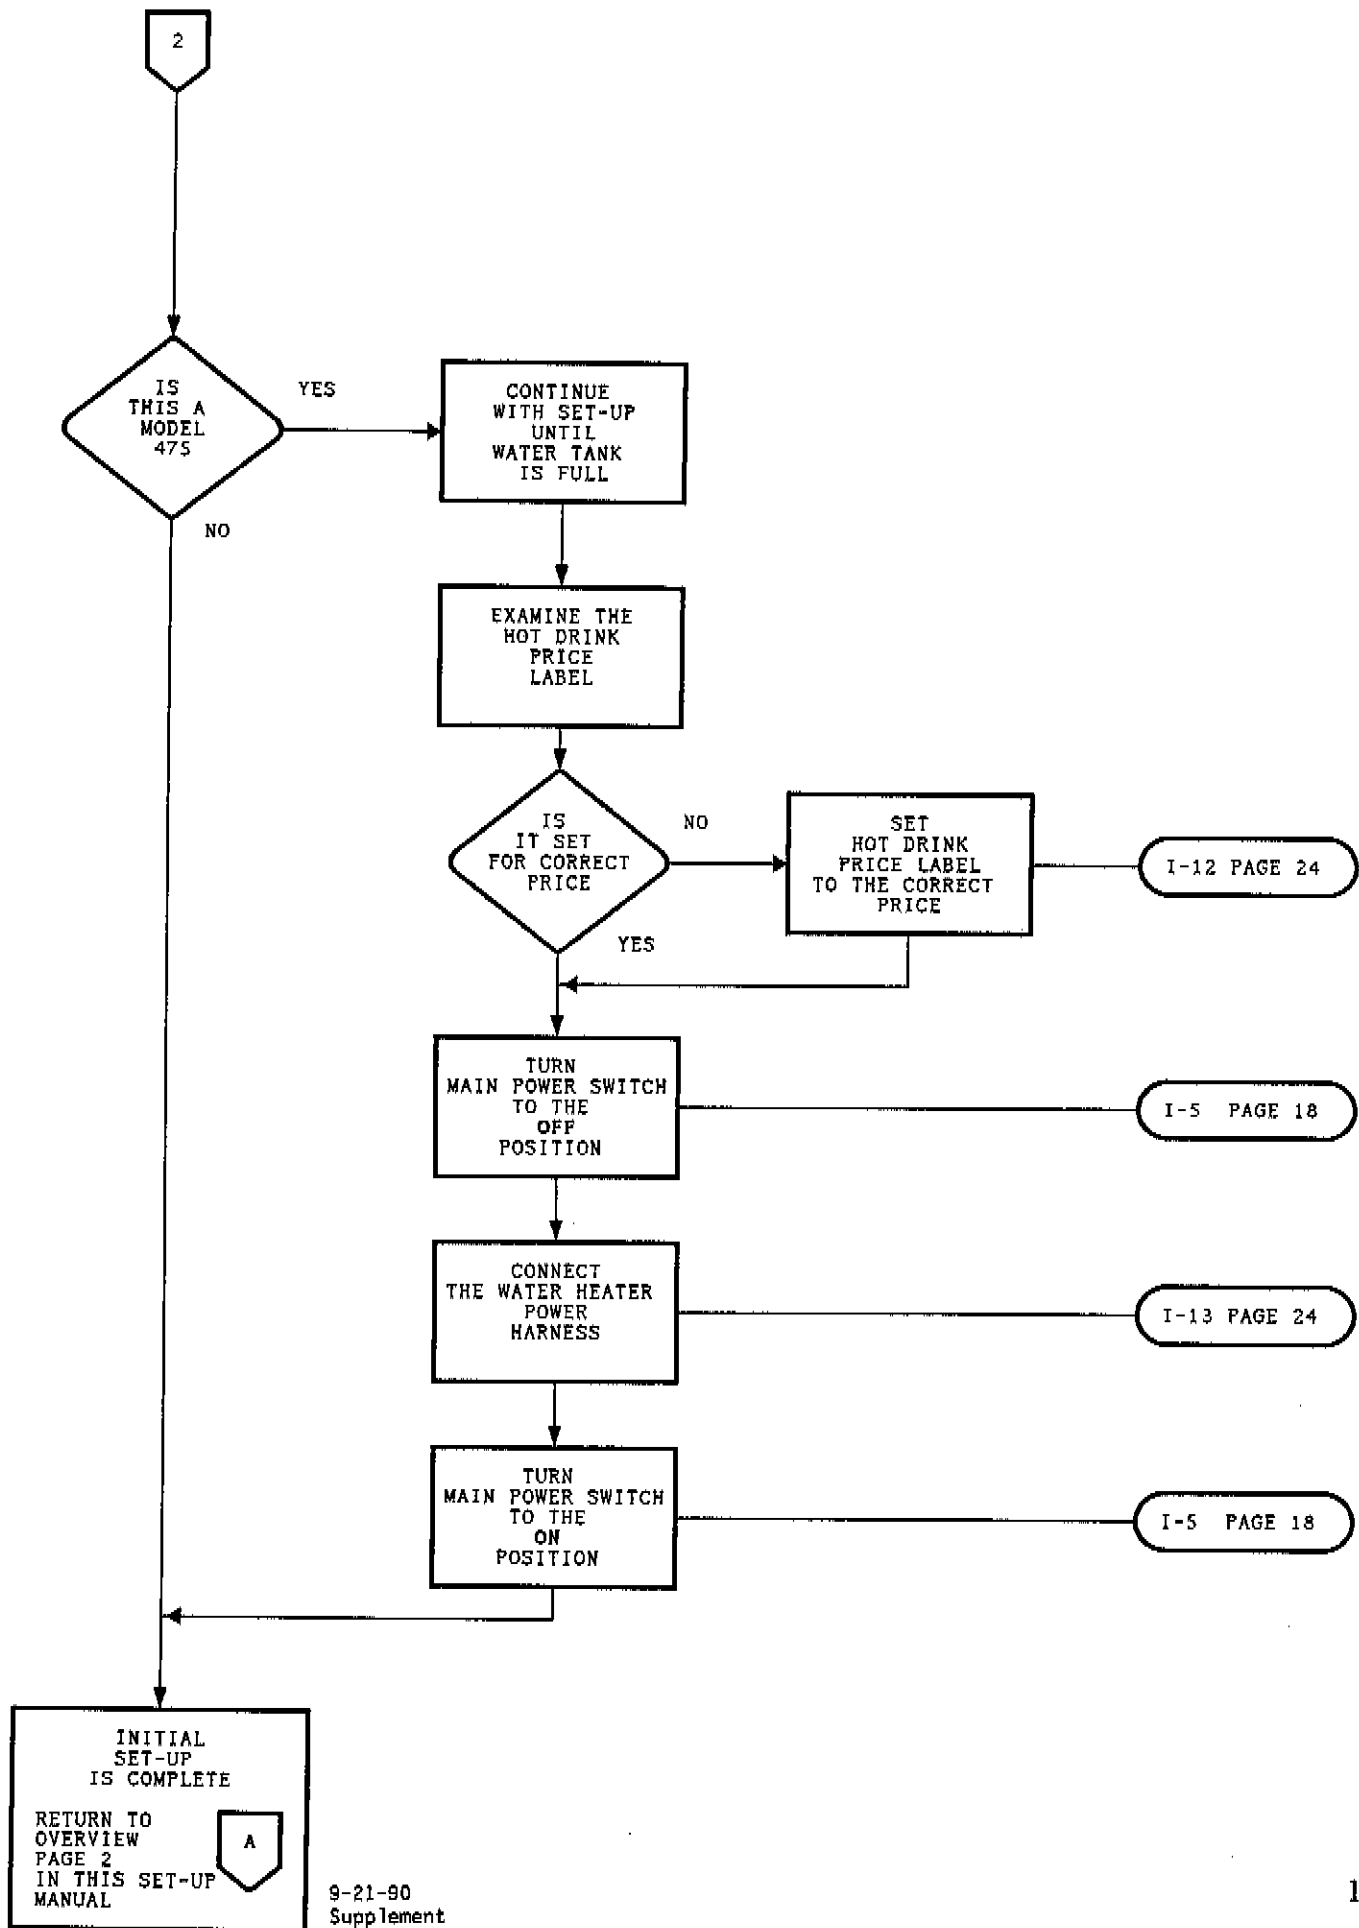 2
IS
THIS A
MODEL
475
YES
NO
CONTINUE
WITH SET-UP
UNTIL
WATER TANK
IS FULL
EXAMINE THE
HOT DRINK
PRICE
LABEL
IS
IT SET
FOR CORRECT
PRICE
NO
YES
SET
HOT DRINK
PRICE LABEL
TO THE CORRECT
PRICE
I-12 PAGE 24
TURN
MAIN POWER SWITCH
TO THE
OFF
POSITION
I-5 PAGE 18
CONNECT
THE WATER HEATER
POWER
HARNESS
I-13 PAGE 24
TURN
MAIN POWER SWITCH
TO THE
ON
POSITION
I-5 PAGE 18
INITIAL
SET-UP
IS COMPLETE
RETURN TO
OVERVIEW
PAGE 2
IN THIS SET-UP
MANUAL
A
9-21-90
Supplement
1